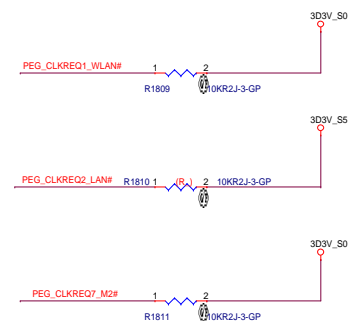 3D3V_S0
PEG_CLKREQ1_WLAN# 1 2
R1809 10KR2J-3-GP
3D3V_S5
PEG_CLKREQ2_LAN# R1810 1 (R_) 2 10KR2J-3-GP
3D3V_S0
PEG_CLKREQ7_M2# 1 2
R1811 10KR2J-3-GP